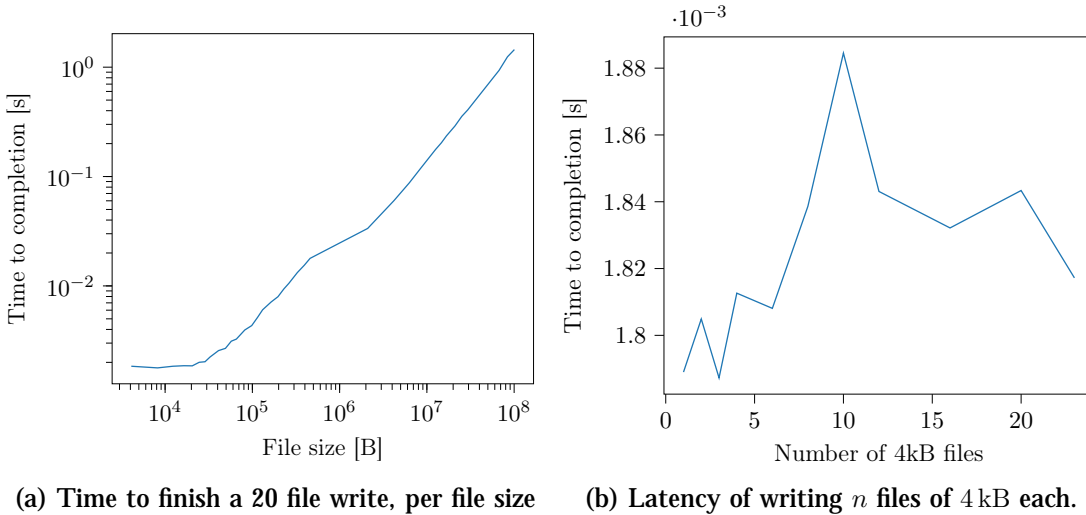 10^0
10^−1
10^−2
Time to completion [s]
10^4 10^5 10^6 10^7 10^8
File size [B]
(a) Time to finish a 20 file write, per file size
·10^−3
1.88
1.86
1.84
1.82
1.8
Time to completion [s]
0 5 10 15 20
Number of 4kB files
(b) Latency of writing n files of 4 kB each.